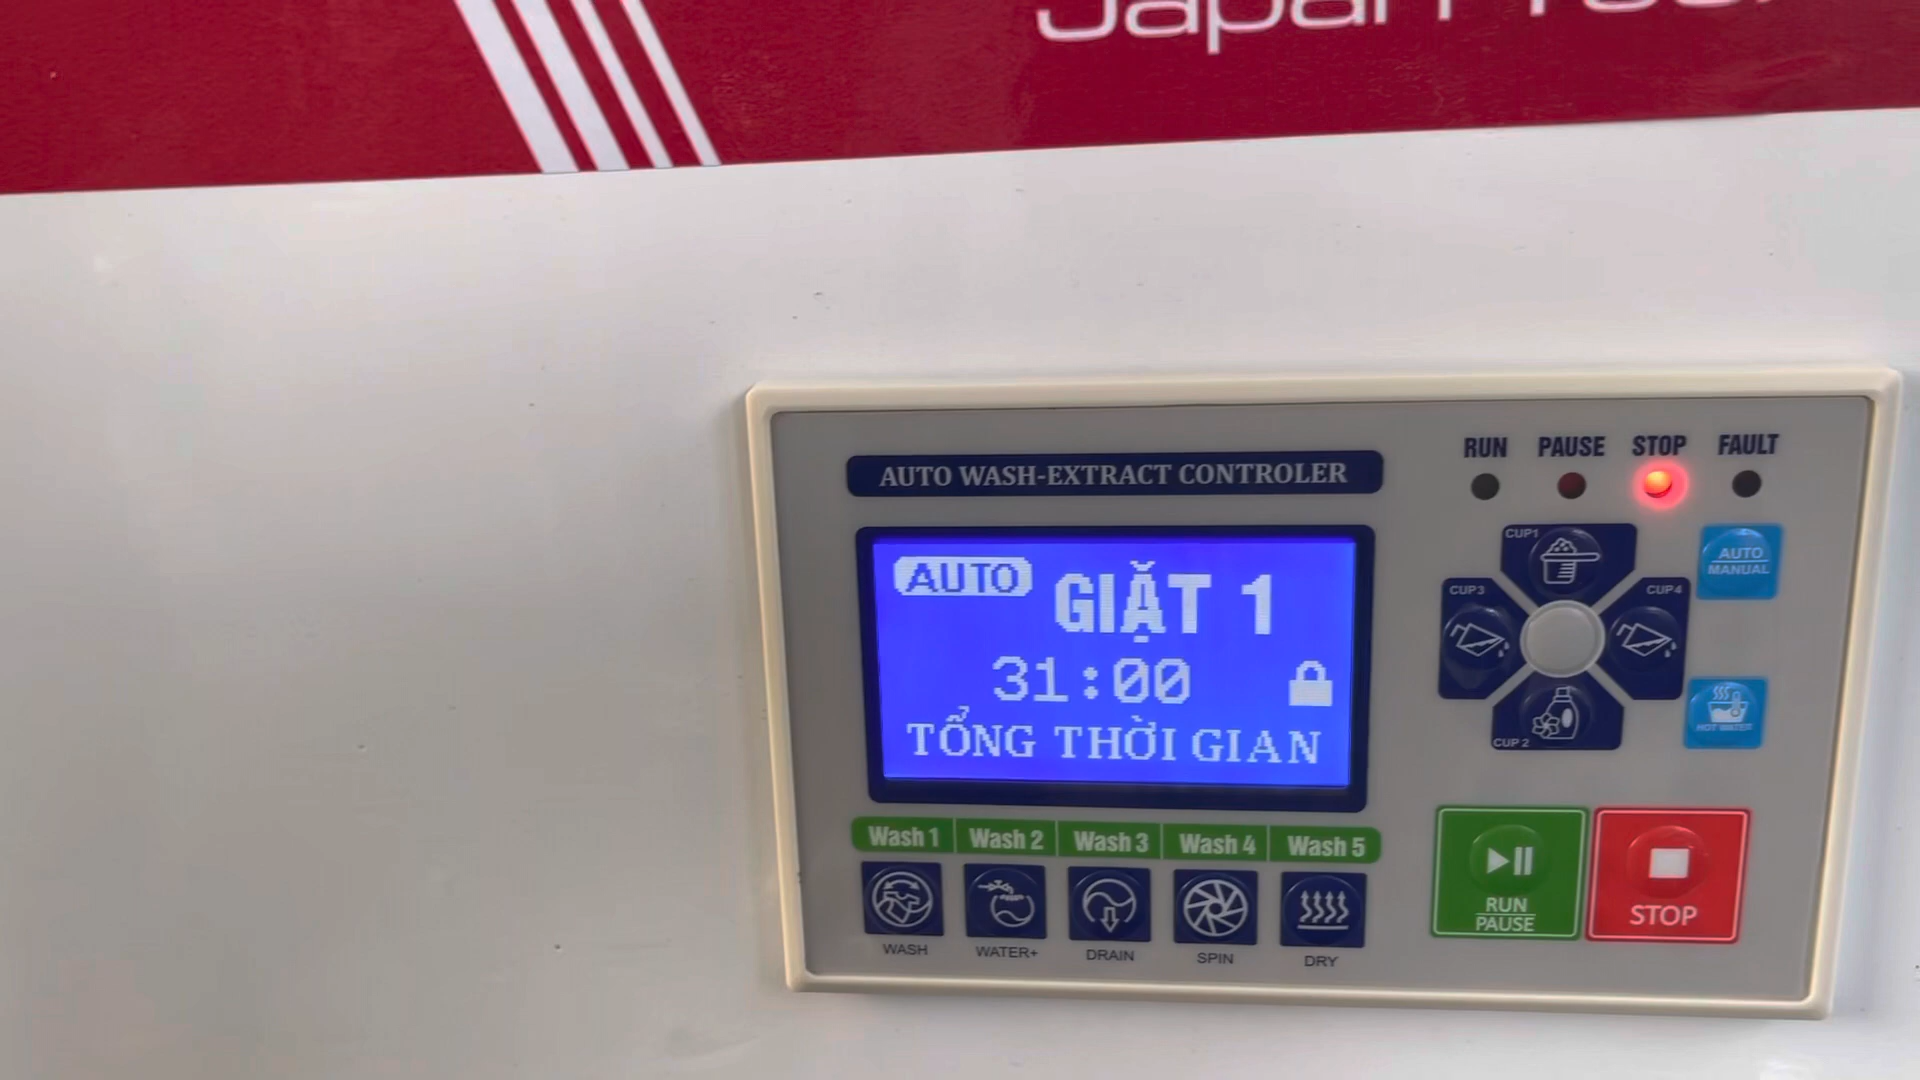 Japan
AUTO WASH-EXTRACT CONTROLER
RUN PAUSE STOP FAULT
AUTO
GIẶT 1
31:00
TỔNG THỜI GIAN
CUP1
CUP3
CUP4
CUP 2
AUTO
MANUAL
HOT WATER
Wash 1 Wash 2 Wash 3 Wash 4 Wash 5
WASH WATER+ DRAIN SPIN DRY
RUN
PAUSE
STOP